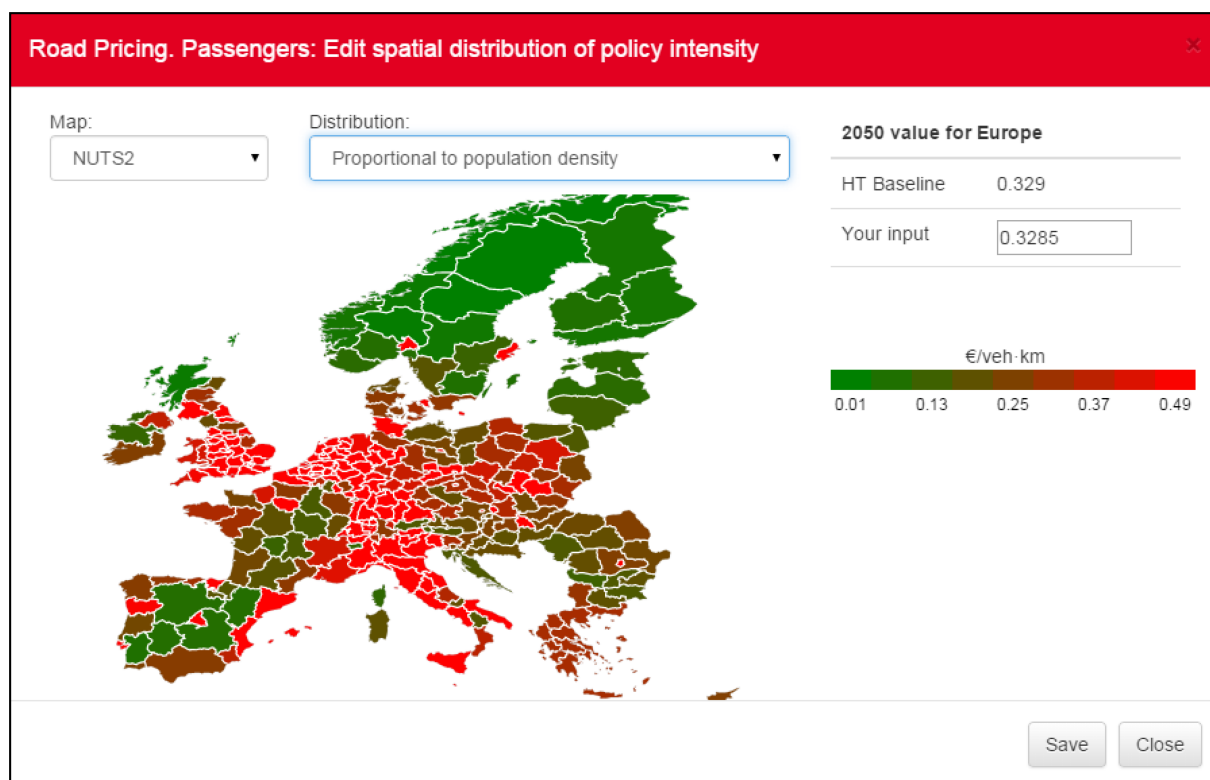 Road Pricing. Passengers: Edit spatial distribution of policy intensity
×
Map:
NUTS2
Distribution:
Proportional to population density
2050 value for Europe
HT Baseline 0.329
Your input 0.3285
€/veh·km
0.01 0.13 0.25 0.37 0.49
Save Close